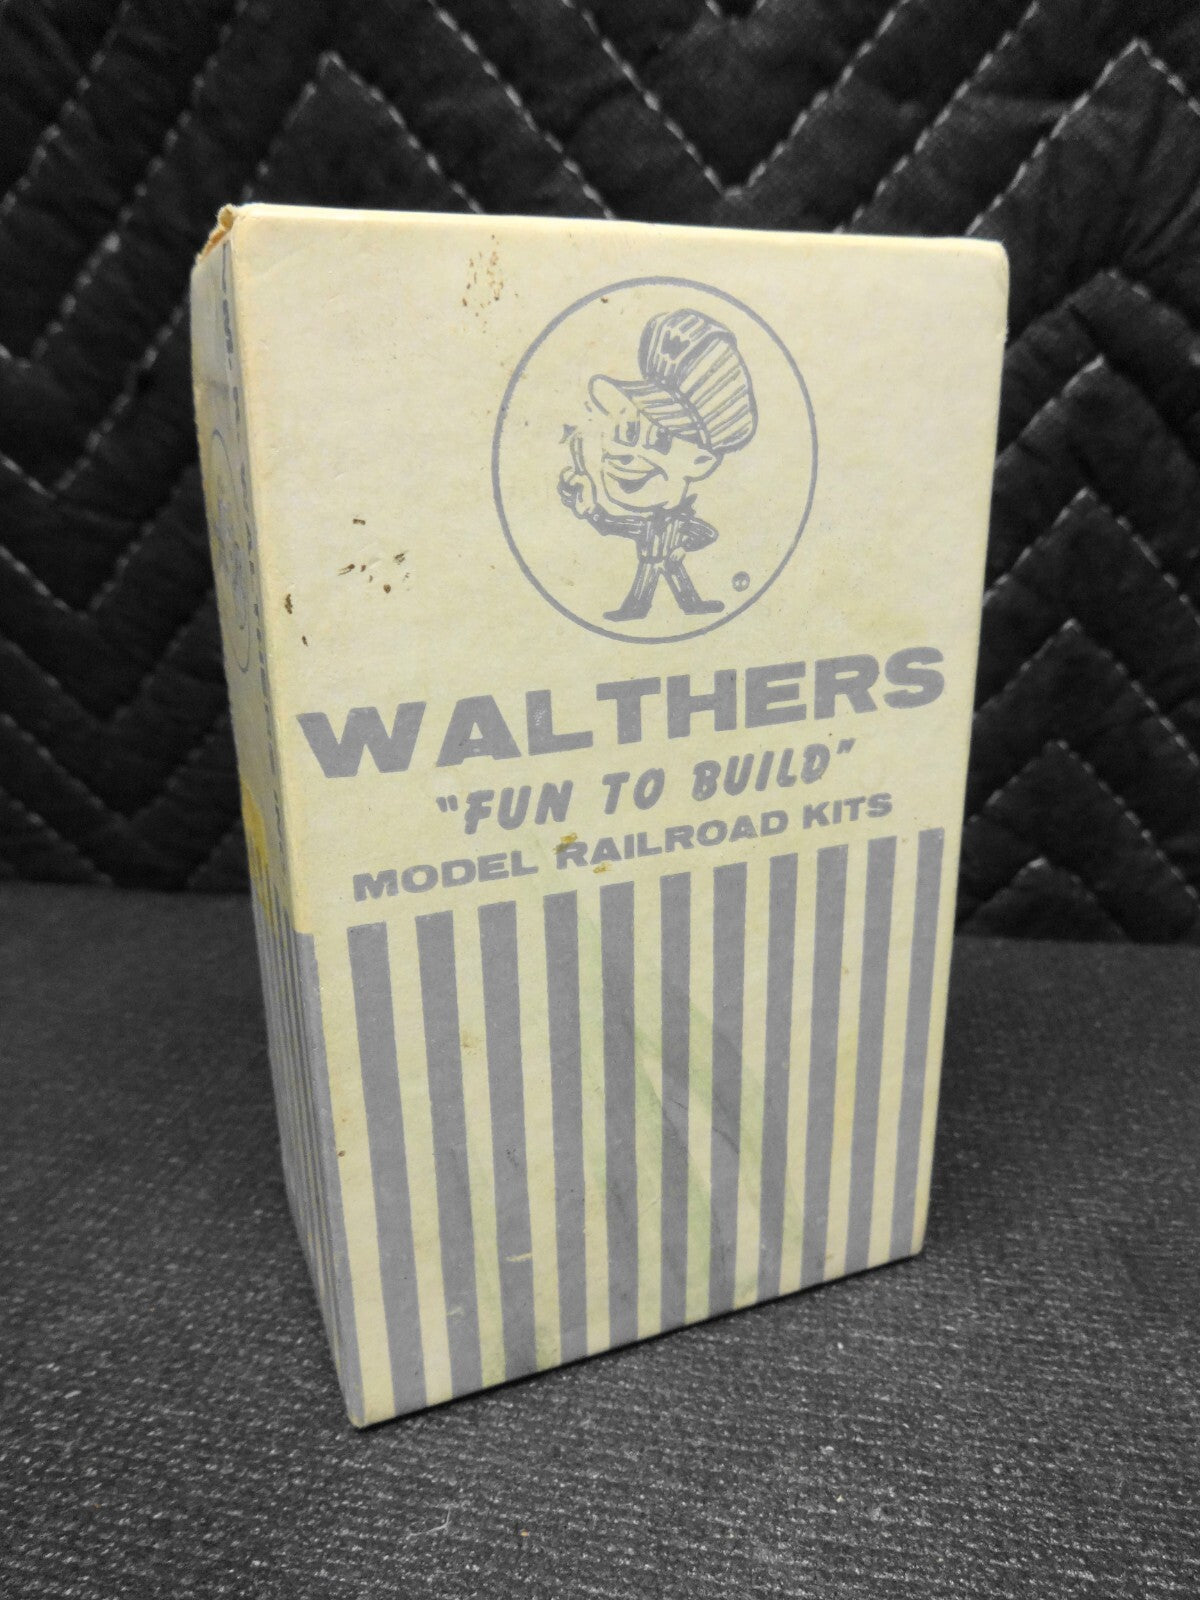 W
®
WALTHERS
"FUN TO BUILD"
MODEL RAILROAD KITS